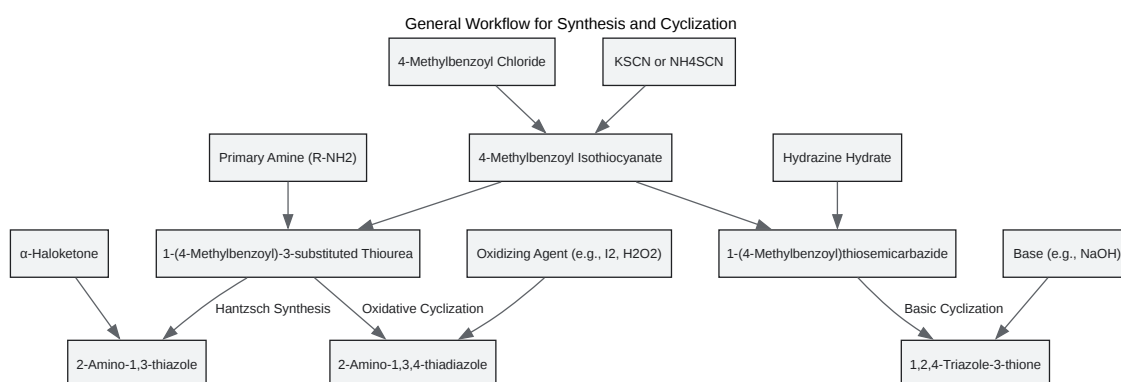 General Workflow for Synthesis and Cyclization
4-Methylbenzoyl Chloride
KSCN or NH4SCN
Primary Amine (R-NH2)
4-Methylbenzoyl Isothiocyanate
Hydrazine Hydrate
α-Haloketone
1-(4-Methylbenzoyl)-3-substituted Thiourea
Oxidizing Agent (e.g., I2, H2O2)
1-(4-Methylbenzoyl)thiosemicarbazide
Base (e.g., NaOH)
Hantzsch Synthesis
Oxidative Cyclization
Basic Cyclization
2-Amino-1,3-thiazole
2-Amino-1,3,4-thiadiazole
1,2,4-Triazole-3-thione